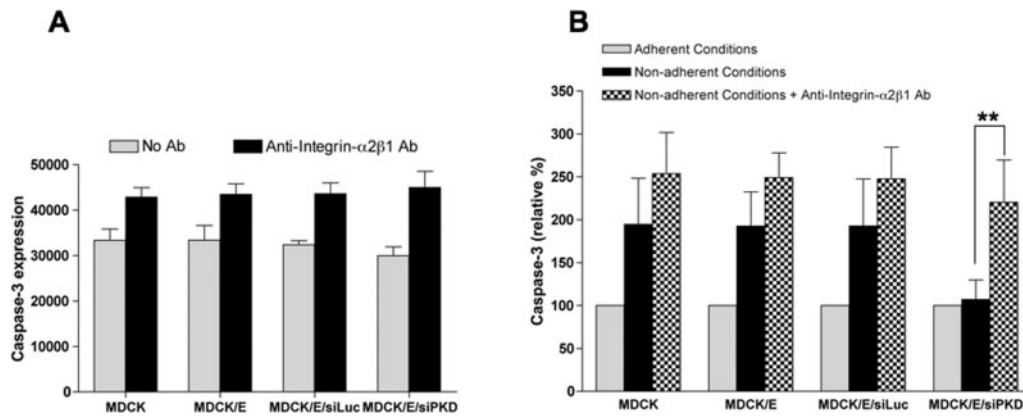 A
No Ab
Anti-Integrin-α2β1 Ab
Caspase-3 expression
50000
40000
30000
20000
10000
0
MDCK
MDCK/E
MDCK/E/siLuc
MDCK/E/siPKD
B
Adherent Conditions
Non-adherent Conditions
Non-adherent Conditions + Anti-Integrin-α2β1 Ab
Caspase-3 (relative %)
350
300
250
200
150
100
50
0
**
MDCK
MDCK/E
MDCK/E/siLuc
MDCK/E/siPKD